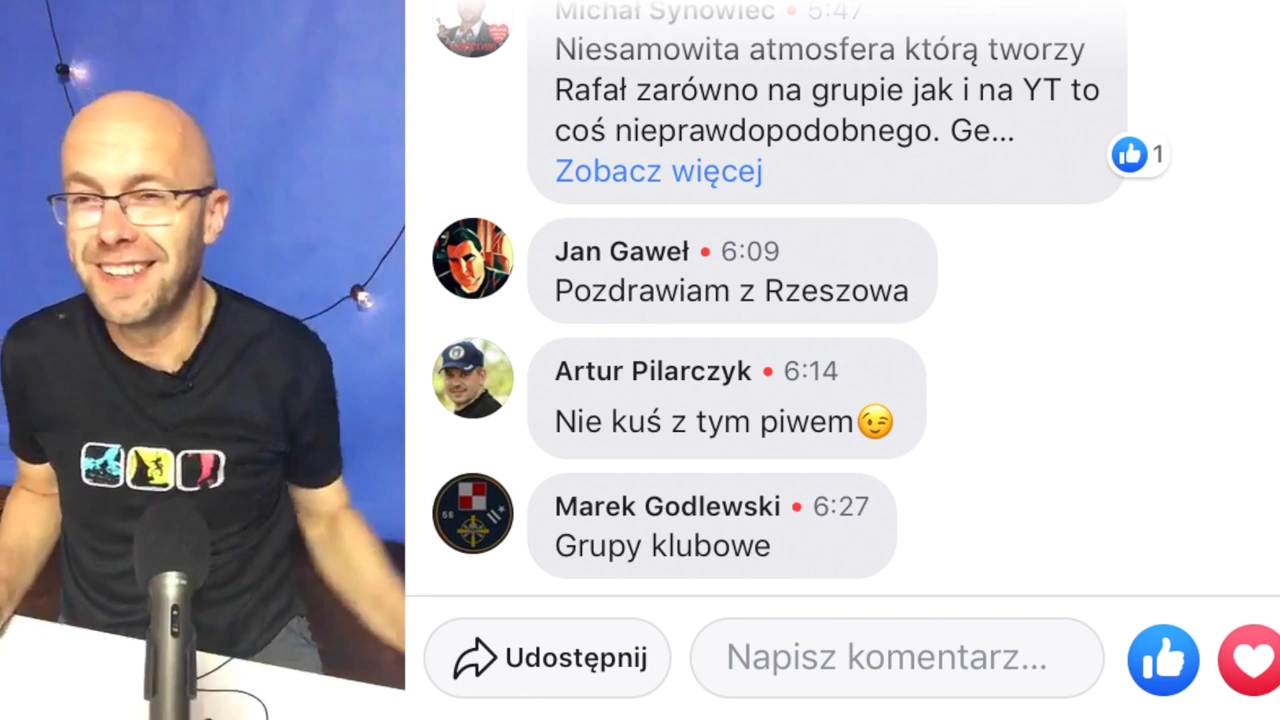 Michał Synowiec • 5:47
Niesamowita atmosfera którą tworzy
Rafał zarówno na grupie jak i na YT to
coś nieprawdopodobnego. Ge...
Zobacz więcej
1
Jan Gaweł • 6:09
Pozdrawiam z Rzeszowa
Artur Pilarczyk • 6:14
Nie kuś z tym piwem😉
56
Marek Godlewski • 6:27
Grupy klubowe
Udostępnij
Napisz komentarz...